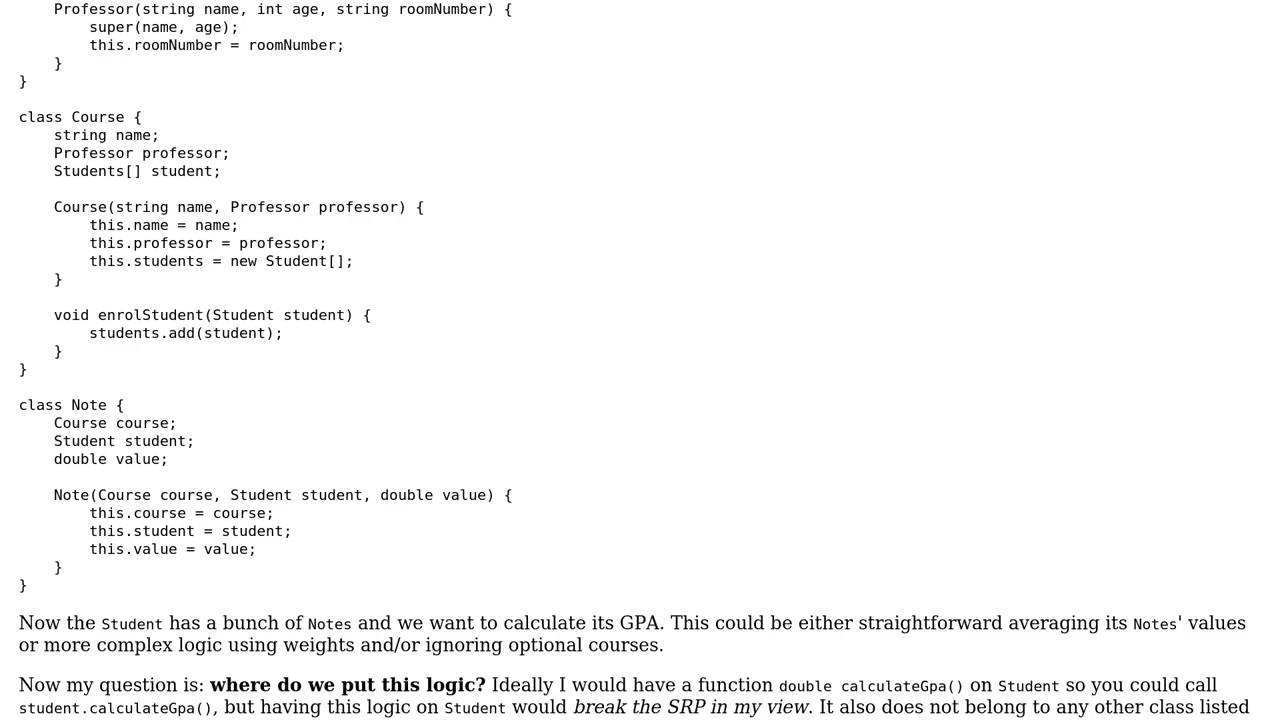 Professor(string name, int age, string roomNumber) {
super(name, age);
this.roomNumber = roomNumber;
}
}
class Course {
string name;
Professor professor;
Students[] student;
Course(string name, Professor professor) {
this.name = name;
this.professor = professor;
this.students = new Student[];
}
void enrolStudent(Student student) {
students.add(student);
}
}
class Note {
Course course;
Student student;
double value;
Note(Course course, Student student, double value) {
this.course = course;
this.student = student;
this.value = value;
}
}
Now the Student has a bunch of Notes and we want to calculate its GPA. This could be either straightforward averaging its Notes' values
or more complex logic using weights and/or ignoring optional courses.
Now my question is: where do we put this logic? Ideally I would have a function double calculateGpa() on Student so you could call
student.calculateGpa(), but having this logic on Student would break the SRP in my view. It also does not belong to any other class listed